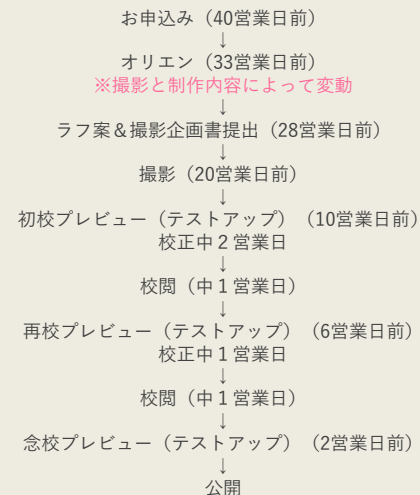 お申込み（40営業日前）
↓
オリエン（33営業日前）
※撮影と制作内容によって変動
↓
ラフ案＆撮影企画書提出（28営業日前）
↓
撮影（20営業日前）
↓
初校プレビュー（テストアップ）（10営業日前）
校正中２営業日
↓
校閲（中１営業日）
↓
再校プレビュー（テストアップ）（6営業日前）
校正中１営業日
↓
校閲（中１営業日）
↓
念校プレビュー（テストアップ）（2営業日前）
↓
公開